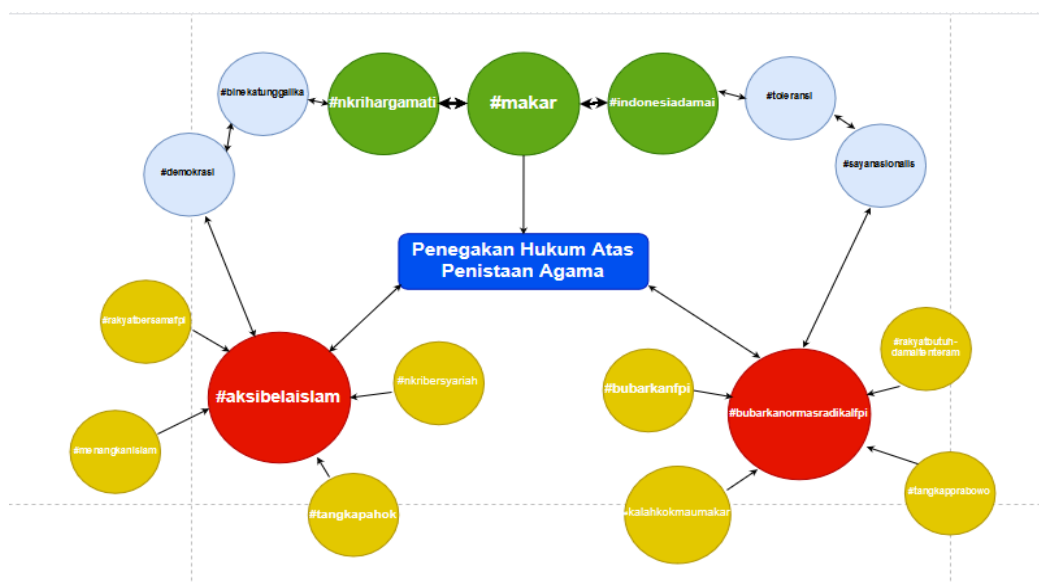 #binekatunggalika
#nkrihargamati
#makar
#indonesiadamai
#toleransi
#demokrasi
#sayanasionalis
Penegakan Hukum Atas
Penistaan Agama
#rakyatbersamafpi
#rakyatbutuh-
damaitenteram
#nkribersyariah
#bubarkanfpi
#aksibelaislam
#bubarkanormasradikalfpi
#menangkanislam
#tangkapprabowo
#tangkapahok
#kalahkokmaumakar